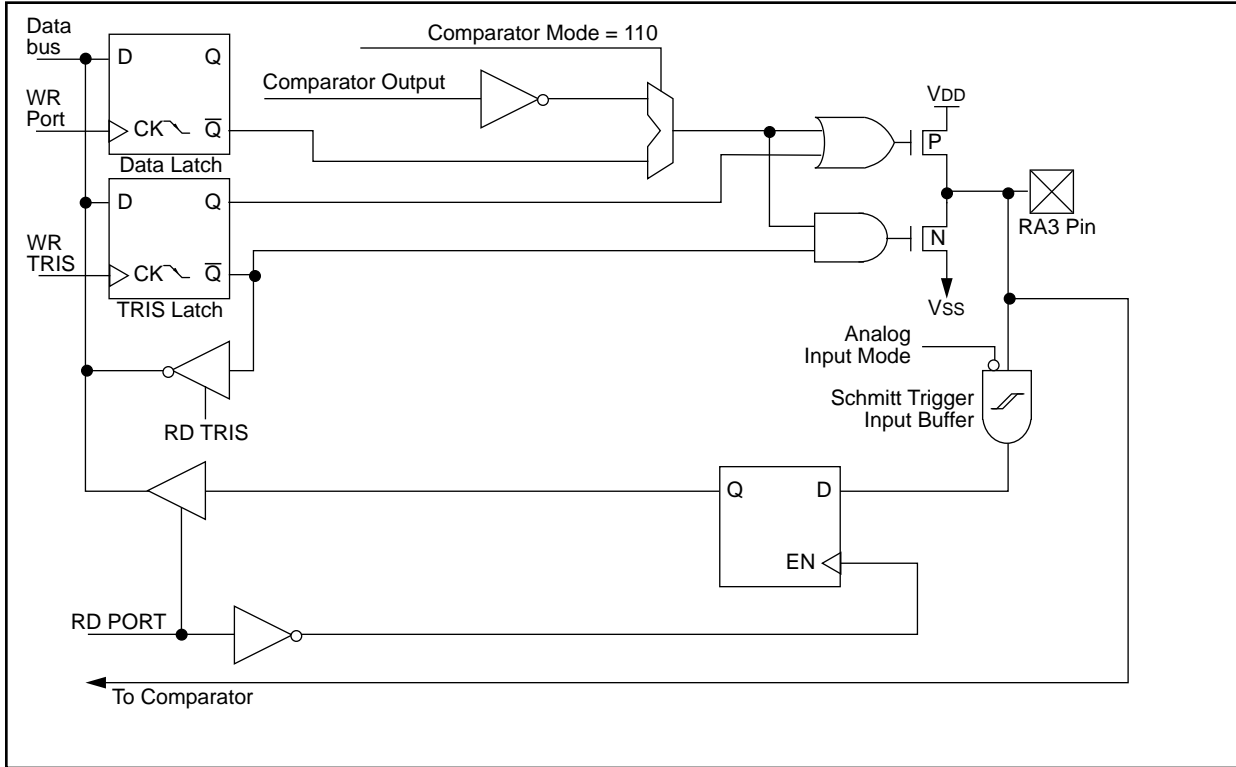 Data
bus
D
Q
WR
Port
CK
Q
Data Latch
Comparator Mode = 110
Comparator Output
VDD
P
D
Q
WR
TRIS
CK
Q
TRIS Latch
N
RA3 Pin
VSS
Analog
Input Mode
Schmitt Trigger
Input Buffer
RD TRIS
Q
D
EN
RD PORT
To Comparator